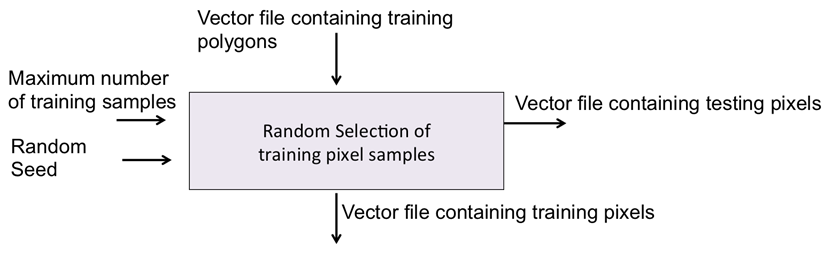 Vector file containing training
polygons
Maximum number
of training samples
Random
Seed
Random Selection of
training pixel samples
Vector file containing testing pixels
Vector file containing training pixels